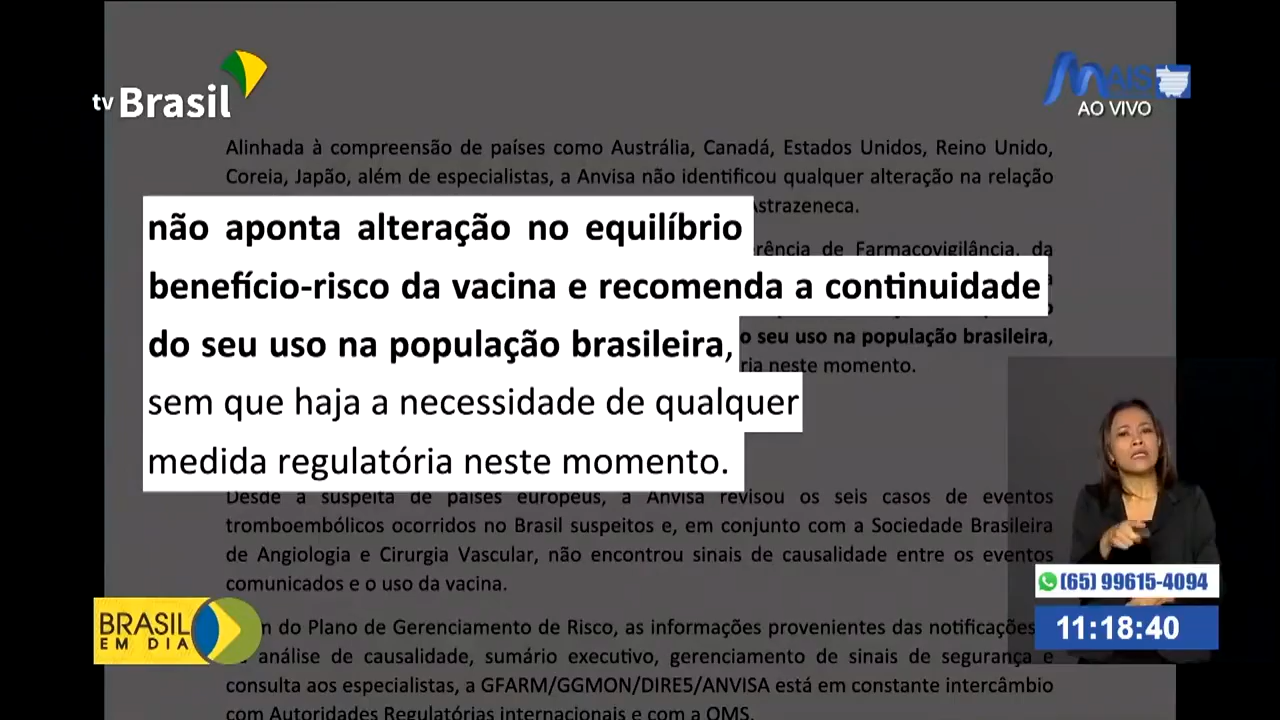 tv Brasil
MAIS
AO VIVO
Alinhada à compreensão de países como Austrália, Canadá, Estados Unidos, Reino Unido,
Coreia, Japão, além de especialistas, a Anvisa não identificou qualquer alteração na relação
Astrazeneca.
não aponta alteração no equilíbrio
benefício-risco da vacina e recomenda a continuidade
do seu uso na população brasileira,
sem que haja a necessidade de qualquer
medida regulatória neste momento.
de Farmacovigilância, da
o seu uso na população brasileira,
neste momento.
Desde a suspeita de países europeus, a Anvisa revisou os seis casos de eventos
tromboembólicos ocorridos no Brasil suspeitos e, em conjunto com a Sociedade Brasileira
de Angiologia e Cirurgia Vascular, não encontrou sinais de causalidade entre os eventos
comunicados e o uso da vacina.
do Plano de Gerenciamento de Risco, as informações provenientes das notificações
análise de causalidade, sumário executivo, gerenciamento de sinais de segurança e
consulta aos especialistas, a GFARM/GGMON/DIRE5/ANVISA está em constante intercâmbio
com Autoridades Regulatórias internacionais e com a OMS.
BRASIL
EM DIA
(65) 99615-4094
11:18:40